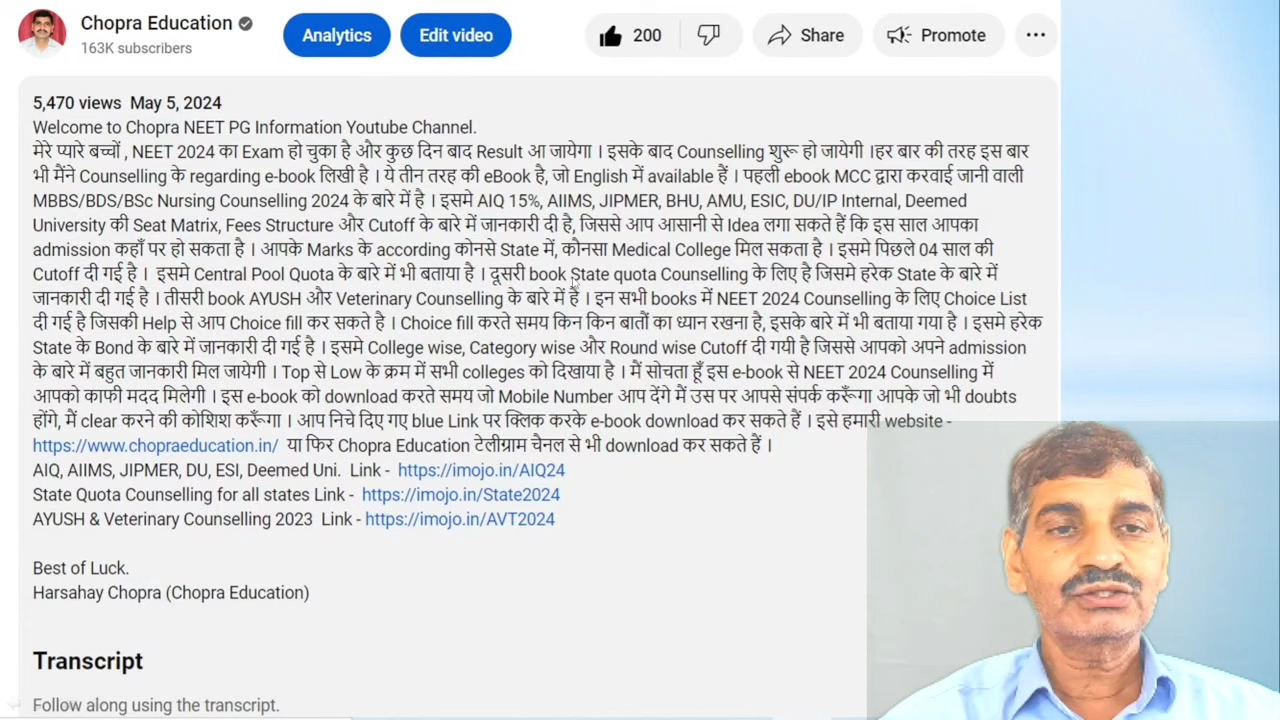 Chopra Education
163K subscribers
Analytics
Edit video
200
Share
Promote
5,470 views May 5, 2024
Welcome to Chopra NEET PG Information Youtube Channel.
मेरे प्यारे बच्चों , NEET 2024 का Exam हो चुका है और कुछ दिन बाद Result आ जायेगा । इसके बाद Counselling शुरू हो जायेगी ।हर बार की तरह इस बार
भी मैंने Counselling के regarding e-book लिखी है । ये तीन तरह की eBook है, जो English में available हैं । पहली ebook MCC द्वारा करवाई जानी वाली
MBBS/BDS/BSc Nursing Counselling 2024 के बारे में है । इसमे AIQ 15%, AIIMS, JIPMER, BHU, AMU, ESIC, DU/IP Internal, Deemed
University की Seat Matrix, Fees Structure और Cutoff के बारे में जानकारी दी है, जिससे आप आसानी से Idea लगा सकते हैं कि इस साल आपका
admission कहाँ पर हो सकता है । आपके Marks के according कोनसे State में, कौनसा Medical College मिल सकता है । इसमे पिछले 04 साल की
Cutoff दी गई है । इसमे Central Pool Quota के बारे में भी बताया है । दूसरी book State quota Counselling के लिए है जिसमे हरेक State के बारे में
जानकारी दी गई है । तीसरी book AYUSH और Veterinary Counselling के बारे में है । इन सभी books में NEET 2024 Counselling के लिए Choice List
दी गई है जिसकी Help से आप Choice fill कर सकते है । Choice fill करते समय किन किन बातों का ध्यान रखना है, इसके बारे में भी बताया गया है । इसमे हरेक
State के Bond के बारे में जानकारी दी गई है । इसमे College wise, Category wise और Round wise Cutoff दी गयी है जिससे आपको अपने admission
के बारे में बहुत जानकारी मिल जायेगी । Top से Low के क्रम में सभी colleges को दिखाया है । मैं सोचता हूँ इस e-book से NEET 2024 Counselling में
आपको काफी मदद मिलेगी । इस e-book को download करते समय जो Mobile Number आप देंगे मैं उस पर आपसे संपर्क करूँगा आपके जो भी doubts
होंगे, मैं clear करने की कोशिश करूँगा । आप निचे दिए गए blue Link पर क्लिक करके e-book download कर सकते हैं । इसे हमारी website -
https://www.chopraeducation.in/ या फिर Chopra Education टेलीग्राम चैनल से भी download कर सकते हैं ।
AIQ, AIIMS, JIPMER, DU, ESI, Deemed Uni. Link - https://imojo.in/AIQ24
State Quota Counselling for all states Link - https://imojo.in/State2024
AYUSH & Veterinary Counselling 2023 Link - https://imojo.in/AVT2024
Best of Luck.
Harsahay Chopra (Chopra Education)
Transcript
Follow along using the transcript.